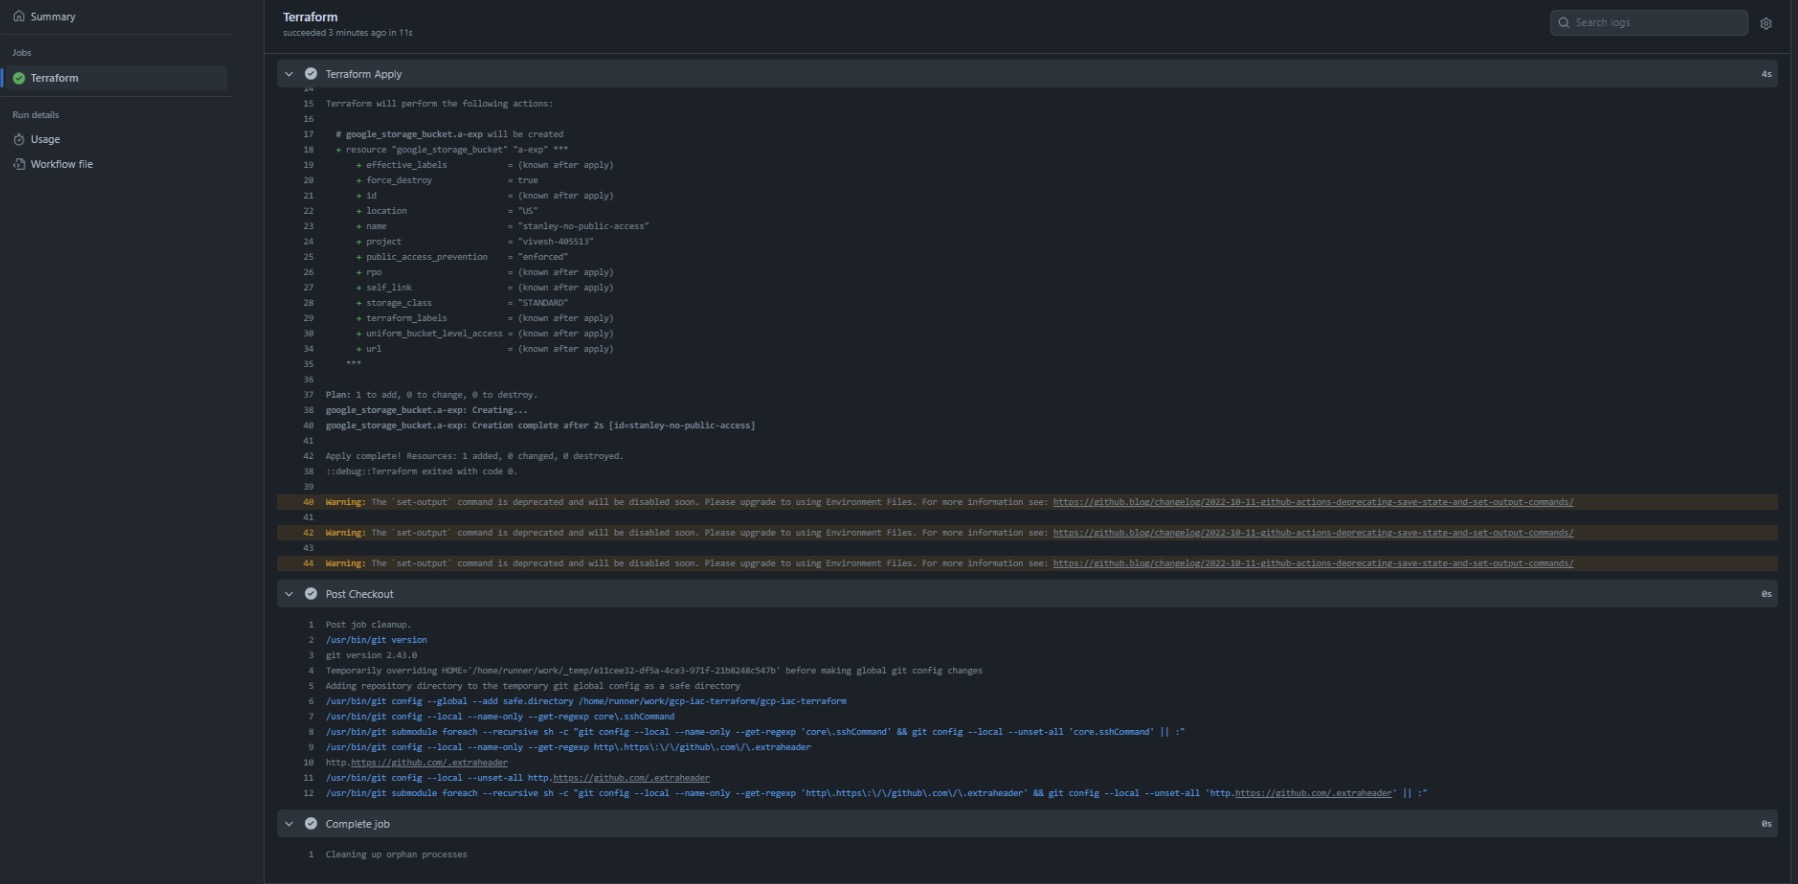 Summary
Jobs
Terraform
Run details
Usage
Workflow file
Terraform
succeeded 3 minutes ago in 11s
Search logs
Terraform Apply 4s
14
15 Terraform will perform the following actions:
16
17 # google_storage_bucket.a-exp will be created
18 + resource "google_storage_bucket" "a-exp" ***
19 + effective_labels = (known after apply)
20 + force_destroy = true
21 + id = (known after apply)
22 + location = "US"
23 + name = "stanley-no-public-access"
24 + project = "vivesh-405513"
25 + public_access_prevention = "enforced"
26 + rpo = (known after apply)
27 + self_link = (known after apply)
28 + storage_class = "STANDARD"
29 + terraform_labels = (known after apply)
30 + uniform_bucket_level_access = (known after apply)
34 + url = (known after apply)
35 ***
36
37 Plan: 1 to add, 0 to change, 0 to destroy.
38 google_storage_bucket.a-exp: Creating...
40 google_storage_bucket.a-exp: Creation complete after 2s [id=stanley-no-public-access]
41
42 Apply complete! Resources: 1 added, 0 changed, 0 destroyed.
38 ::debug::Terraform exited with code 0.
39
40 Warning: The `set-output` command is deprecated and will be disabled soon. Please upgrade to using Environment Files. For more information see: https://github.blog/changelog/2022-10-11-github-actions-deprecating-save-state-and-set-output-commands/
41
42 Warning: The `set-output` command is deprecated and will be disabled soon. Please upgrade to using Environment Files. For more information see: https://github.blog/changelog/2022-10-11-github-actions-deprecating-save-state-and-set-output-commands/
43
44 Warning: The `set-output` command is deprecated and will be disabled soon. Please upgrade to using Environment Files. For more information see: https://github.blog/changelog/2022-10-11-github-actions-deprecating-save-state-and-set-output-commands/
Post Checkout 0s
1 Post job cleanup.
2 /usr/bin/git version
3 git version 2.43.0
4 Temporarily overriding HOME='/home/runner/work/_temp/e11cee32-df5a-4ce3-971f-21b8248c547b' before making global git config changes
5 Adding repository directory to the temporary git global config as a safe directory
6 /usr/bin/git config --global --add safe.directory /home/runner/work/gcp-iac-terraform/gcp-iac-terraform
7 /usr/bin/git config --local --name-only --get-regexp core\.sshCommand
8 /usr/bin/git submodule foreach --recursive sh -c "git config --local --name-only --get-regexp 'core\.sshCommand' && git config --local --unset-all 'core.sshCommand' || :"
9 /usr/bin/git config --local --name-only --get-regexp http\.https\:\/\/github\.com\/\.extraheader
10 http.https://github.com/.extraheader
11 /usr/bin/git config --local --unset-all http.https://github.com/.extraheader
12 /usr/bin/git submodule foreach --recursive sh -c "git config --local --name-only --get-regexp 'http\.https\:\/\/github\.com\/\.extraheader' && git config --local --unset-all 'http.https://github.com/.extraheader' || :"
Complete job 0s
1 Cleaning up orphan processes